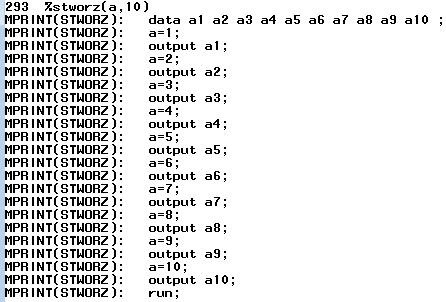 293  %stworz(a,10)
MPRINT(STWORZ):   data a1 a2 a3 a4 a5 a6 a7 a8 a9 a10 ;
MPRINT(STWORZ):   a=1;
MPRINT(STWORZ):   output a1;
MPRINT(STWORZ):   a=2;
MPRINT(STWORZ):   output a2;
MPRINT(STWORZ):   a=3;
MPRINT(STWORZ):   output a3;
MPRINT(STWORZ):   a=4;
MPRINT(STWORZ):   output a4;
MPRINT(STWORZ):   a=5;
MPRINT(STWORZ):   output a5;
MPRINT(STWORZ):   a=6;
MPRINT(STWORZ):   output a6;
MPRINT(STWORZ):   a=7;
MPRINT(STWORZ):   output a7;
MPRINT(STWORZ):   a=8;
MPRINT(STWORZ):   output a8;
MPRINT(STWORZ):   a=9;
MPRINT(STWORZ):   output a9;
MPRINT(STWORZ):   a=10;
MPRINT(STWORZ):   output a10;
MPRINT(STWORZ):   run;